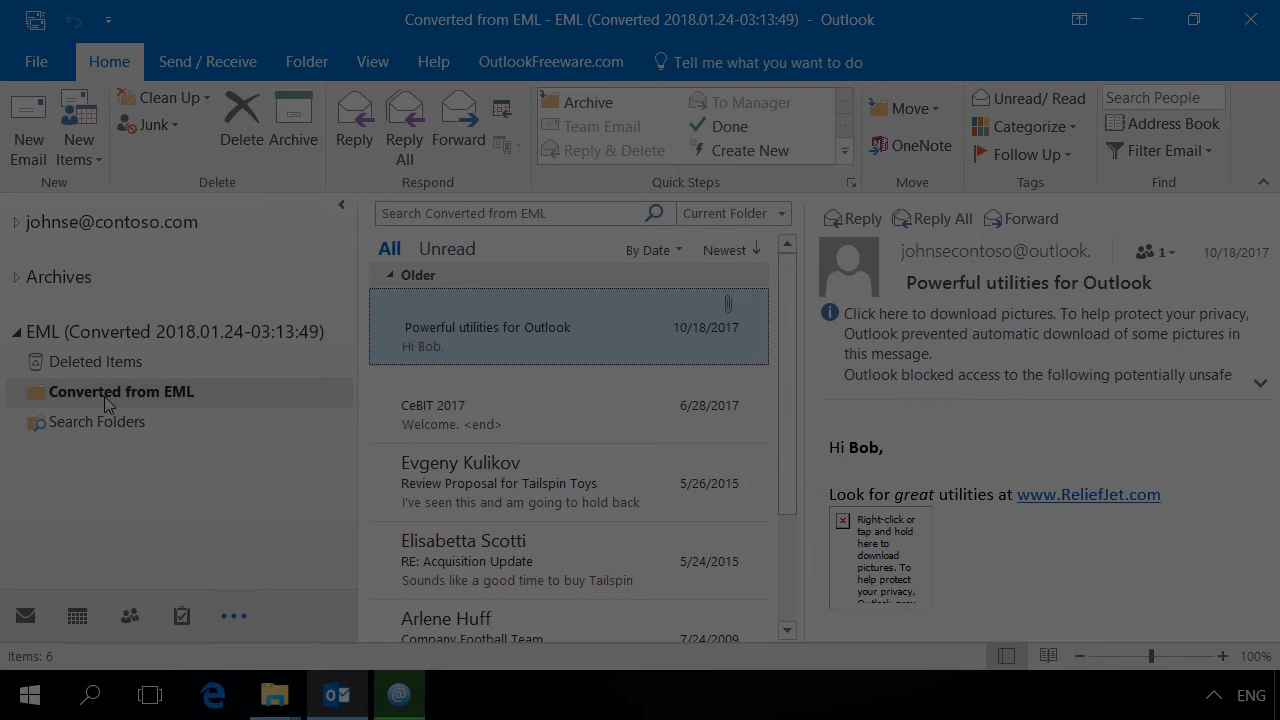 Converted from EML - EML (Converted 2018.01.24-03:13:49) - Outlook
File Home Send / Receive Folder View Help OutlookFreeware.com Tell me what you want to do
New Email
New Items
New
Clean Up
Junk
Delete
Archive
Delete
Reply
Reply All
Forward
Respond
Archive
Team Email
Reply & Delete
To Manager
Done
Create New
Quick Steps
Move
OneNote
Move
Unread/ Read
Categorize
Follow Up
Tags
Search People
Address Book
Filter Email
Find
johnse@contoso.com
Archives
EML (Converted 2018.01.24-03:13:49)
Deleted Items
Converted from EML
Search Folders
Search Converted from EML
Current Folder
All Unread
By Date Newest
Older
Powerful utilities for Outlook 10/18/2017
Hi Bob,
CeBIT 2017 6/28/2017
Welcome. <end>
Evgeny Kulikov
Review Proposal for Tailspin Toys 5/26/2015
I've seen this and am going to hold back
Elisabetta Scotti
RE: Acquisition Update 5/24/2015
Sounds like a good time to buy Tailspin
Arlene Huff
Company Football Team 7/24/2009
Reply Reply All Forward
johnsecontoso@outlook. 1 10/18/2017
Powerful utilities for Outlook
Click here to download pictures. To help protect your privacy,
Outlook prevented automatic download of some pictures in
this message.
Outlook blocked access to the following potentially unsafe
Hi Bob,
Look for great utilities at www.ReliefJet.com
Right-click or
tap and hold
here to
download
pictures. To
help protect
your privacy,
Items: 6
100%
ENG